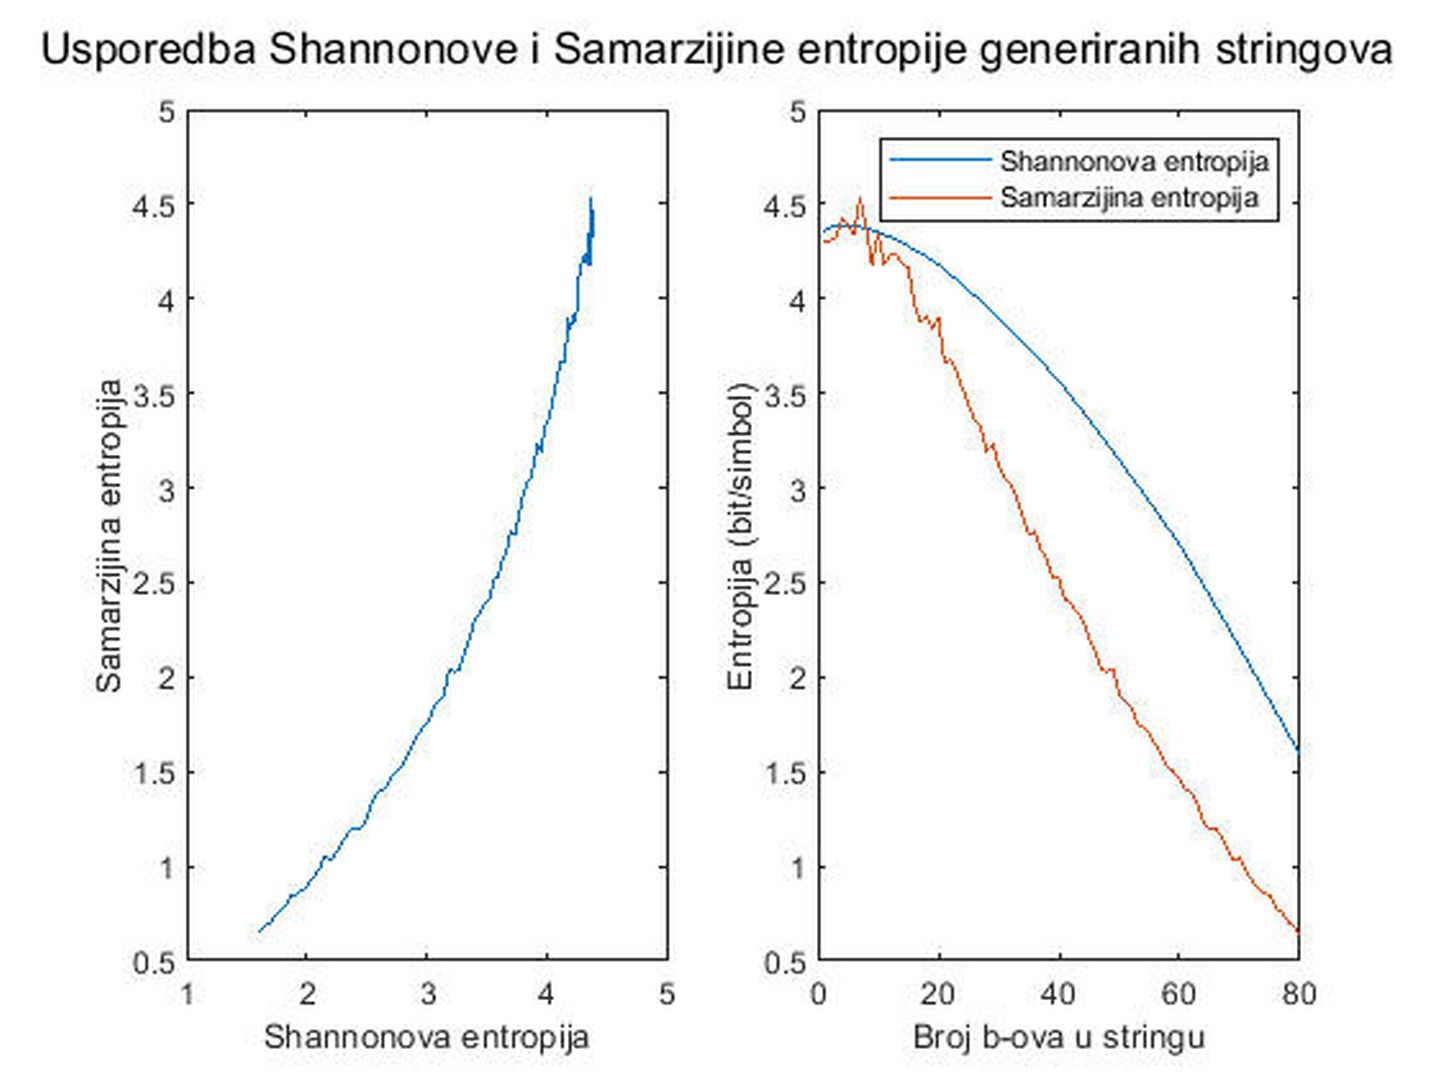 Usporedba Shannonove i Samarzijine entropije generiranih stringova
5
4.5
4
3.5
3
2.5
2
1.5
1
0.5
Samarzijina entropija
1 2 3 4 5
Shannonova entropija
5
4.5
4
3.5
3
2.5
2
1.5
1
0.5
Entropija (bit/simbol)
Shannonova entropija
Samarzijina entropija
0 20 40 60 80
Broj b-ova u stringu